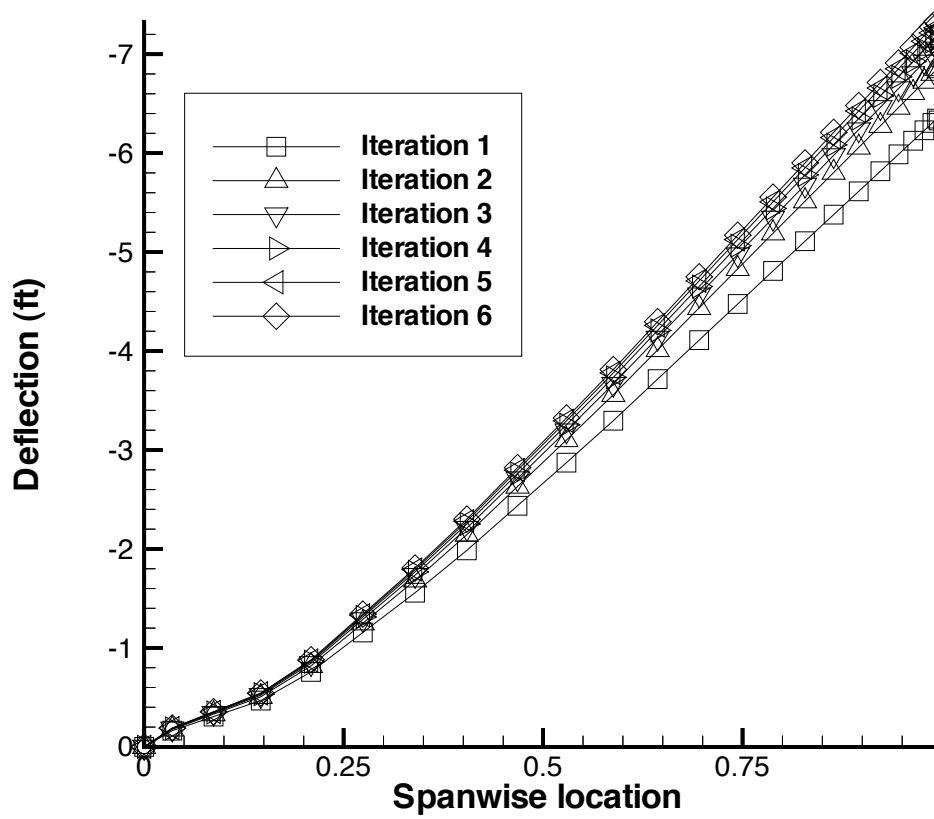 -7
-6
-5
-4
-3
-2
-1
0
Deflection (ft)
Iteration 1
Iteration 2
Iteration 3
Iteration 4
Iteration 5
Iteration 6
0
0.25
0.5
0.75
Spanwise location